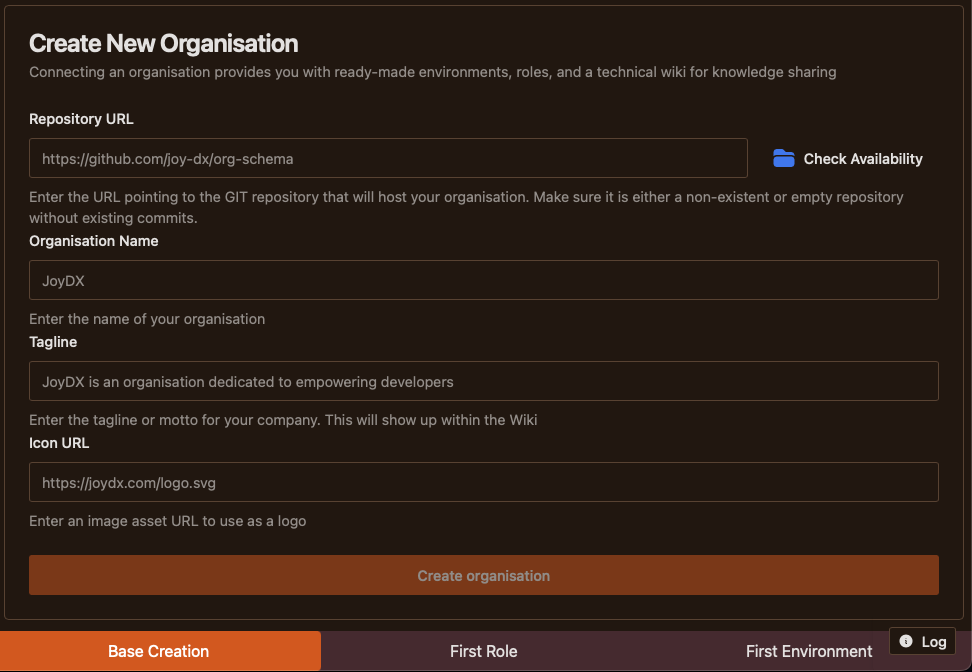 Create New Organisation
Connecting an organisation provides you with ready-made environments, roles, and a technical wiki for knowledge sharing
Repository URL
https://github.com/joy-dx/org-schema
Check Availability
Enter the URL pointing to the GIT repository that will host your organisation. Make sure it is either a non-existent or empty repository
without existing commits.
Organisation Name
JoyDX
Enter the name of your organisation
Tagline
JoyDX is an organisation dedicated to empowering developers
Enter the tagline or motto for your company. This will show up within the Wiki
Icon URL
https://joydx.com/logo.svg
Enter an image asset URL to use as a logo
Create organisation
Log
Base Creation
First Role
First Environment